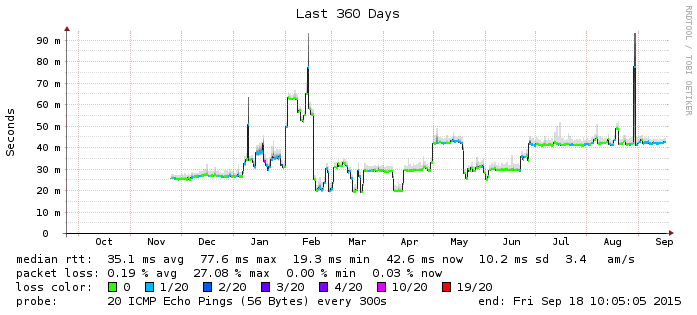 Last 360 Days
RRDTOOL / TOBI OETIKER
Seconds
90 m
80 m
70 m
60 m
50 m
40 m
30 m
20 m
10 m
0
Oct Nov Dec Jan Feb Mar Apr May Jun Jul Aug Sep
median rtt: 35.1 ms avg 77.6 ms max 19.3 ms min 42.6 ms now 10.2 ms sd 3.4 am/s
packet loss: 0.19 % avg 27.08 % max 0.00 % min 0.03 % now
loss color: 0 1/20 2/20 3/20 4/20 10/20 19/20
probe: 20 ICMP Echo Pings (56 Bytes) every 300s end: Fri Sep 18 10:05:05 2015